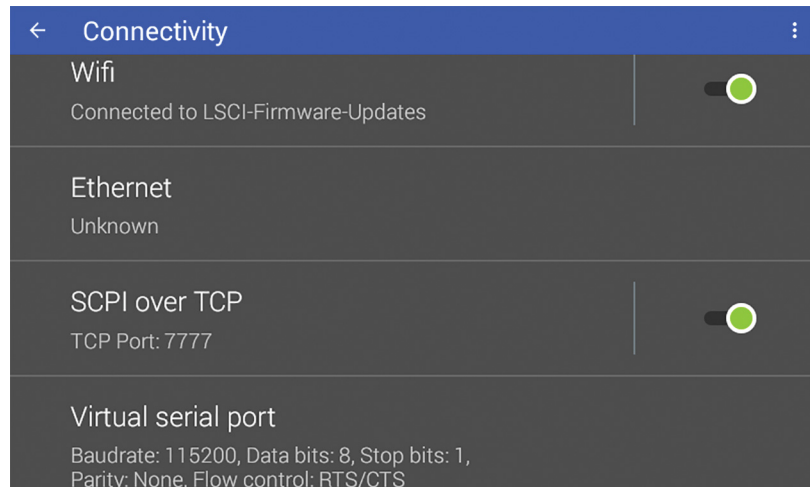 Connectivity
Wifi
Connected to LSCI-Firmware-Updates
Ethernet
Unknown
SCPI over TCP
TCP Port: 7777
Virtual serial port
Baudrate: 115200, Data bits: 8, Stop bits: 1,
Parity: None, Flow control: RTS/CTS